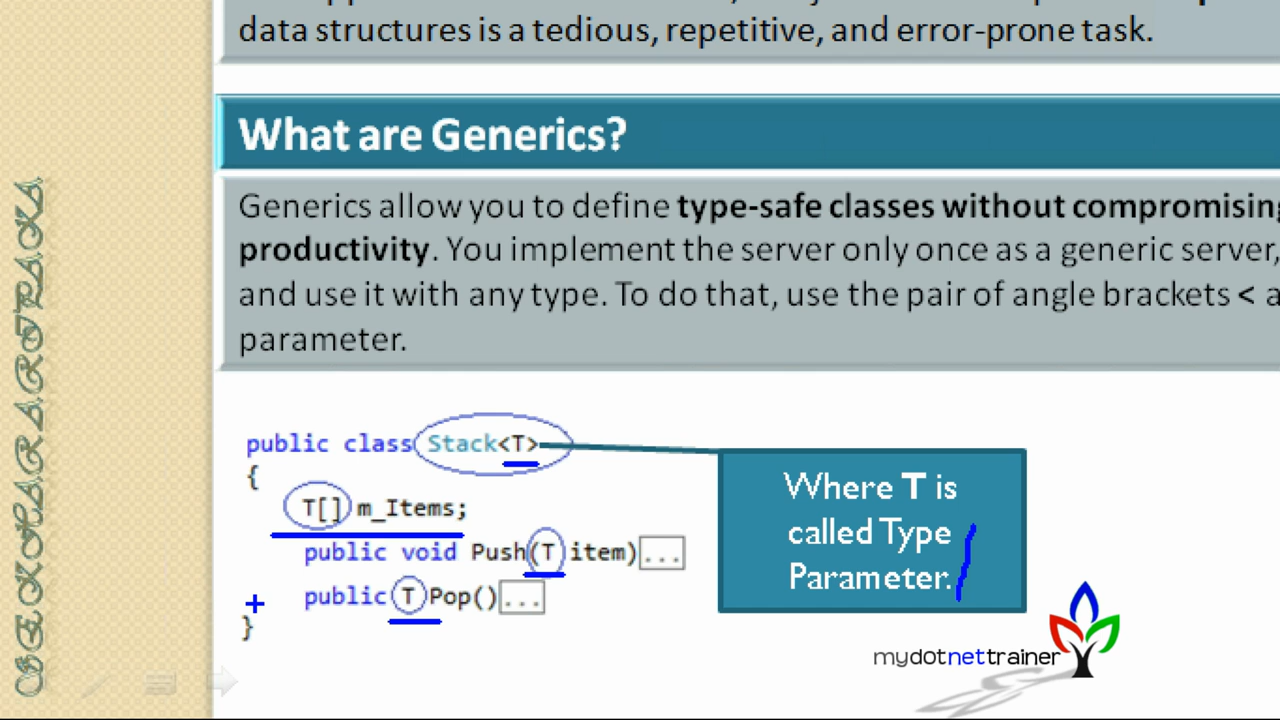 data structures is a tedious, repetitive, and error-prone task.
What are Generics?
Generics allow you to define type-safe classes without compromising
productivity. You implement the server only once as a generic server,
and use it with any type. To do that, use the pair of angle brackets < a
parameter.
public class Stack<T>
{
T[] m_Items;
public void Push(T item)...
public T Pop()...
}
Where T is
called Type
Parameter.
mydotnettrainer